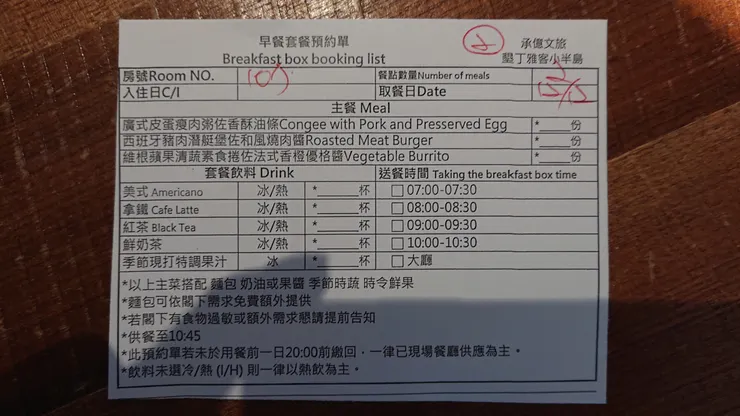 早餐套餐預約單
Breakfast box booking list
2
承億文旅
墾丁雅客小半島
房號Room NO. 105 餐點數量Number of meals 2
入住日C/I 取餐日Date
主餐 Meal
廣式皮蛋瘦肉粥佐香酥油條Congee with Pork and Presserved Egg *____份
西班牙豬肉潛艇堡佐和風燒肉醬Roasted Meat Burger *____份
維根蘋果清蔬素食捲佐法式香橙優格醬Vegetable Burrito *____份
套餐飲料 Drink 送餐時間 Taking the breakfast box time
美式 Americano 冰/熱 *____杯 □07:00-07:30
拿鐵 Cafe Latte 冰/熱 *____杯 □08:00-08:30
紅茶 Black Tea 冰/熱 *____杯 □09:00-09:30
鮮奶茶 冰/熱 *____杯 □10:00-10:30
季節現打特調果汁 冰 *____杯 □大廳
*以上主菜搭配 麵包 奶油或果醬 季節時蔬 時令鮮果
*麵包可依閣下需求免費額外提供
*若閣下有食物過敏或額外需求懇請提前告知
*供餐至10:45
*此預約單若未於用餐前一日20:00前繳回，一律已現場餐廳供應為主。
*飲料未選冷/熱 (I/H) 則一律以熱飲為主。